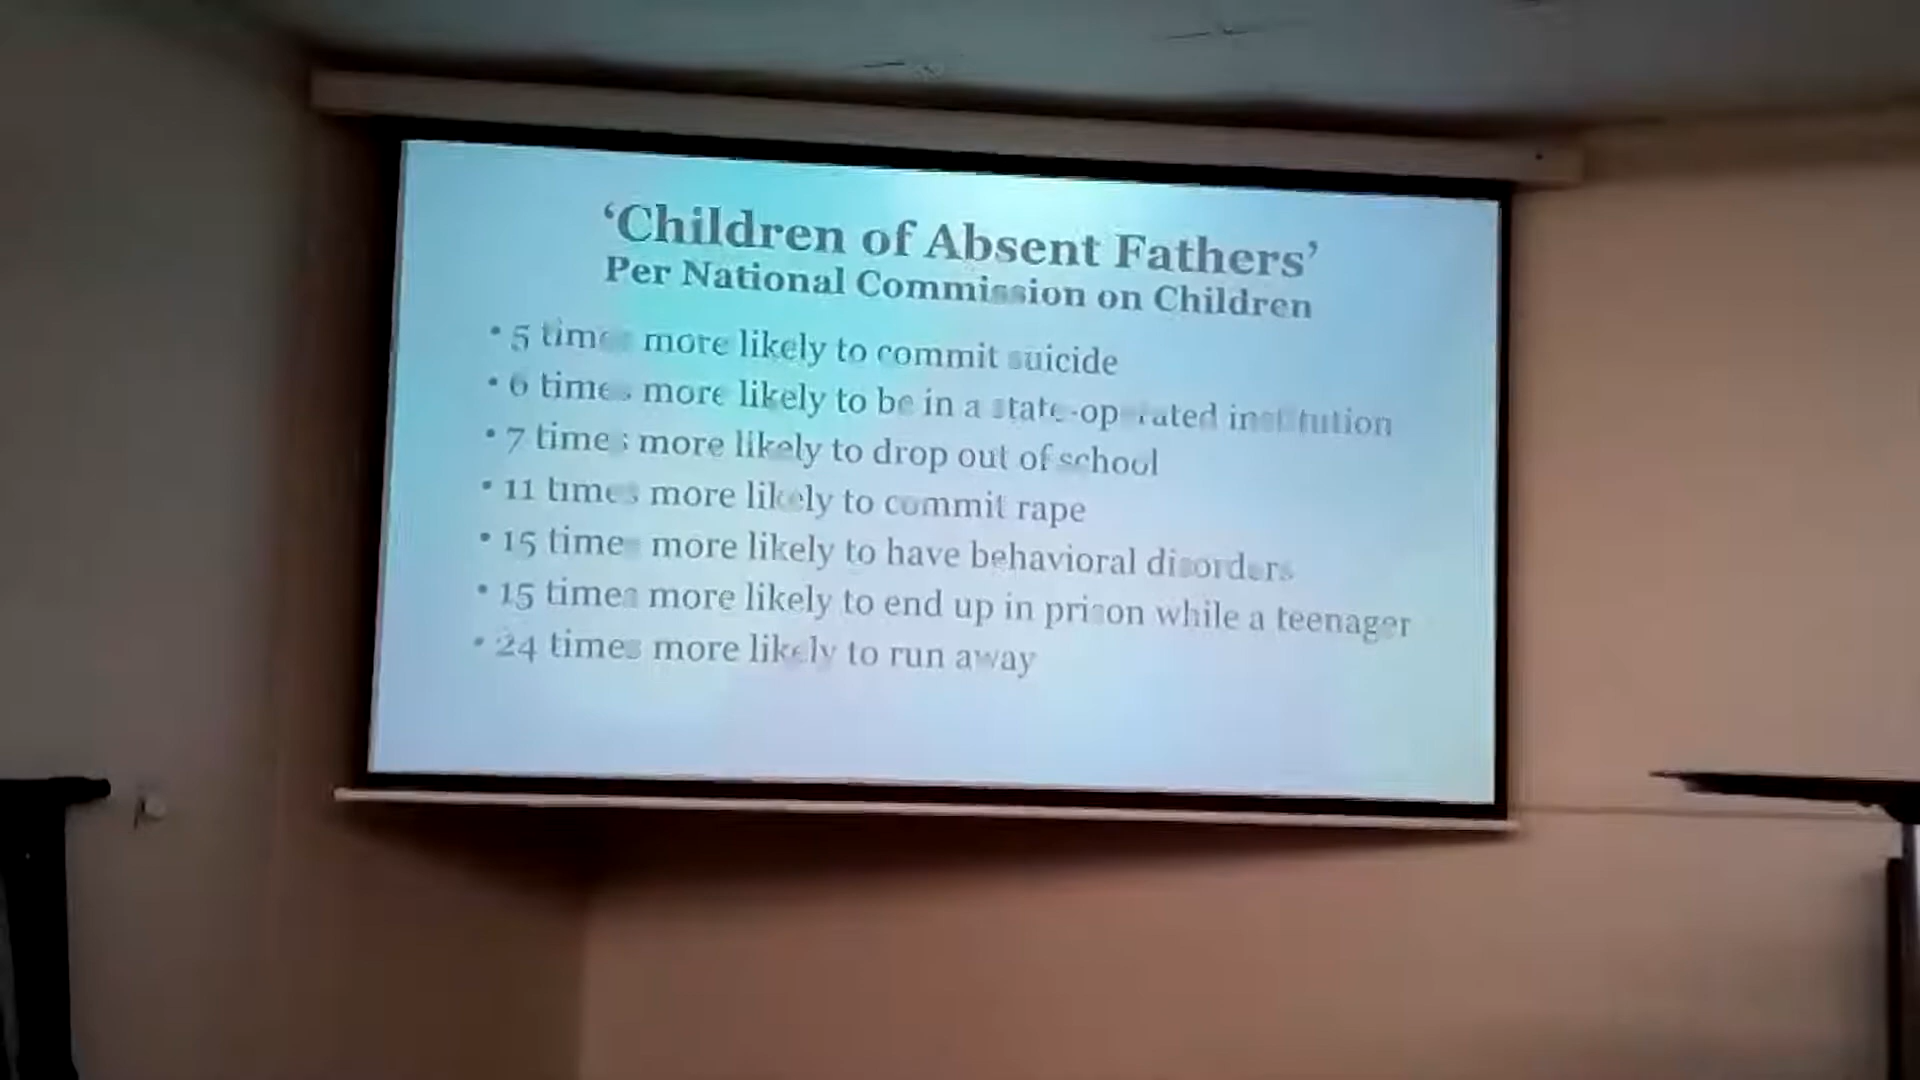 ‘Children of Absent Fathers’
Per National Commission on Children
• 5 times more likely to commit suicide
• 6 times more likely to be in a state-operated institution
• 7 times more likely to drop out of school
• 11 times more likely to commit rape
• 15 times more likely to have behavioral disorders
• 15 times more likely to end up in prison while a teenager
• 24 times more likely to run away